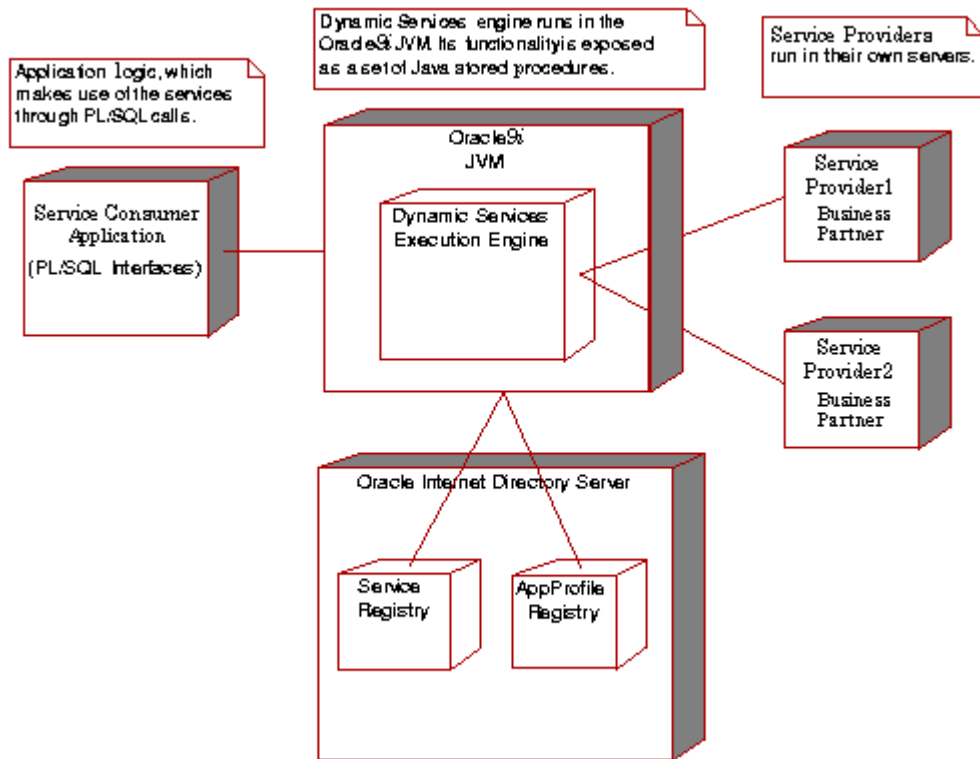 Application logic, which
makes use of the services
through PL/SQL calls.
Dynamic Services engine runs in the
Oracle9i JVM. Its functionality is exposed
as a set of Java stored procedures.
Service Providers
run in their own servers.
Service Consumer
Application
(PL/SQL Interfaces)
Oracle9i
JVM
Dynamic Services
Execution Engine
Service
Provider1
Business
Partner
Service
Provider2
Business
Partner
Oracle Internet Directory Server
Service
Registry
AppProfile
Registry